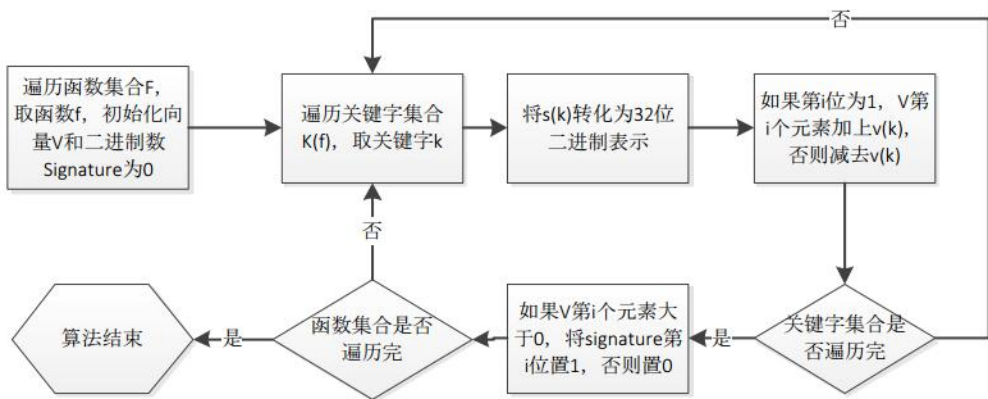 否
遍历函数集合F，
取函数f，初始化向
量V和二进制数
Signature为0
遍历关键字集合
K(f)，取关键字k
将s(k)转化为32位
二进制表示
如果第i位为1，V第
i个元素加上v(k)，
否则减去v(k)
否
算法结束
是
函数集合是否
遍历完
如果V第i个元素大
于0，将signature第
i位置1，否则置0
是
关键字集合是
否遍历完